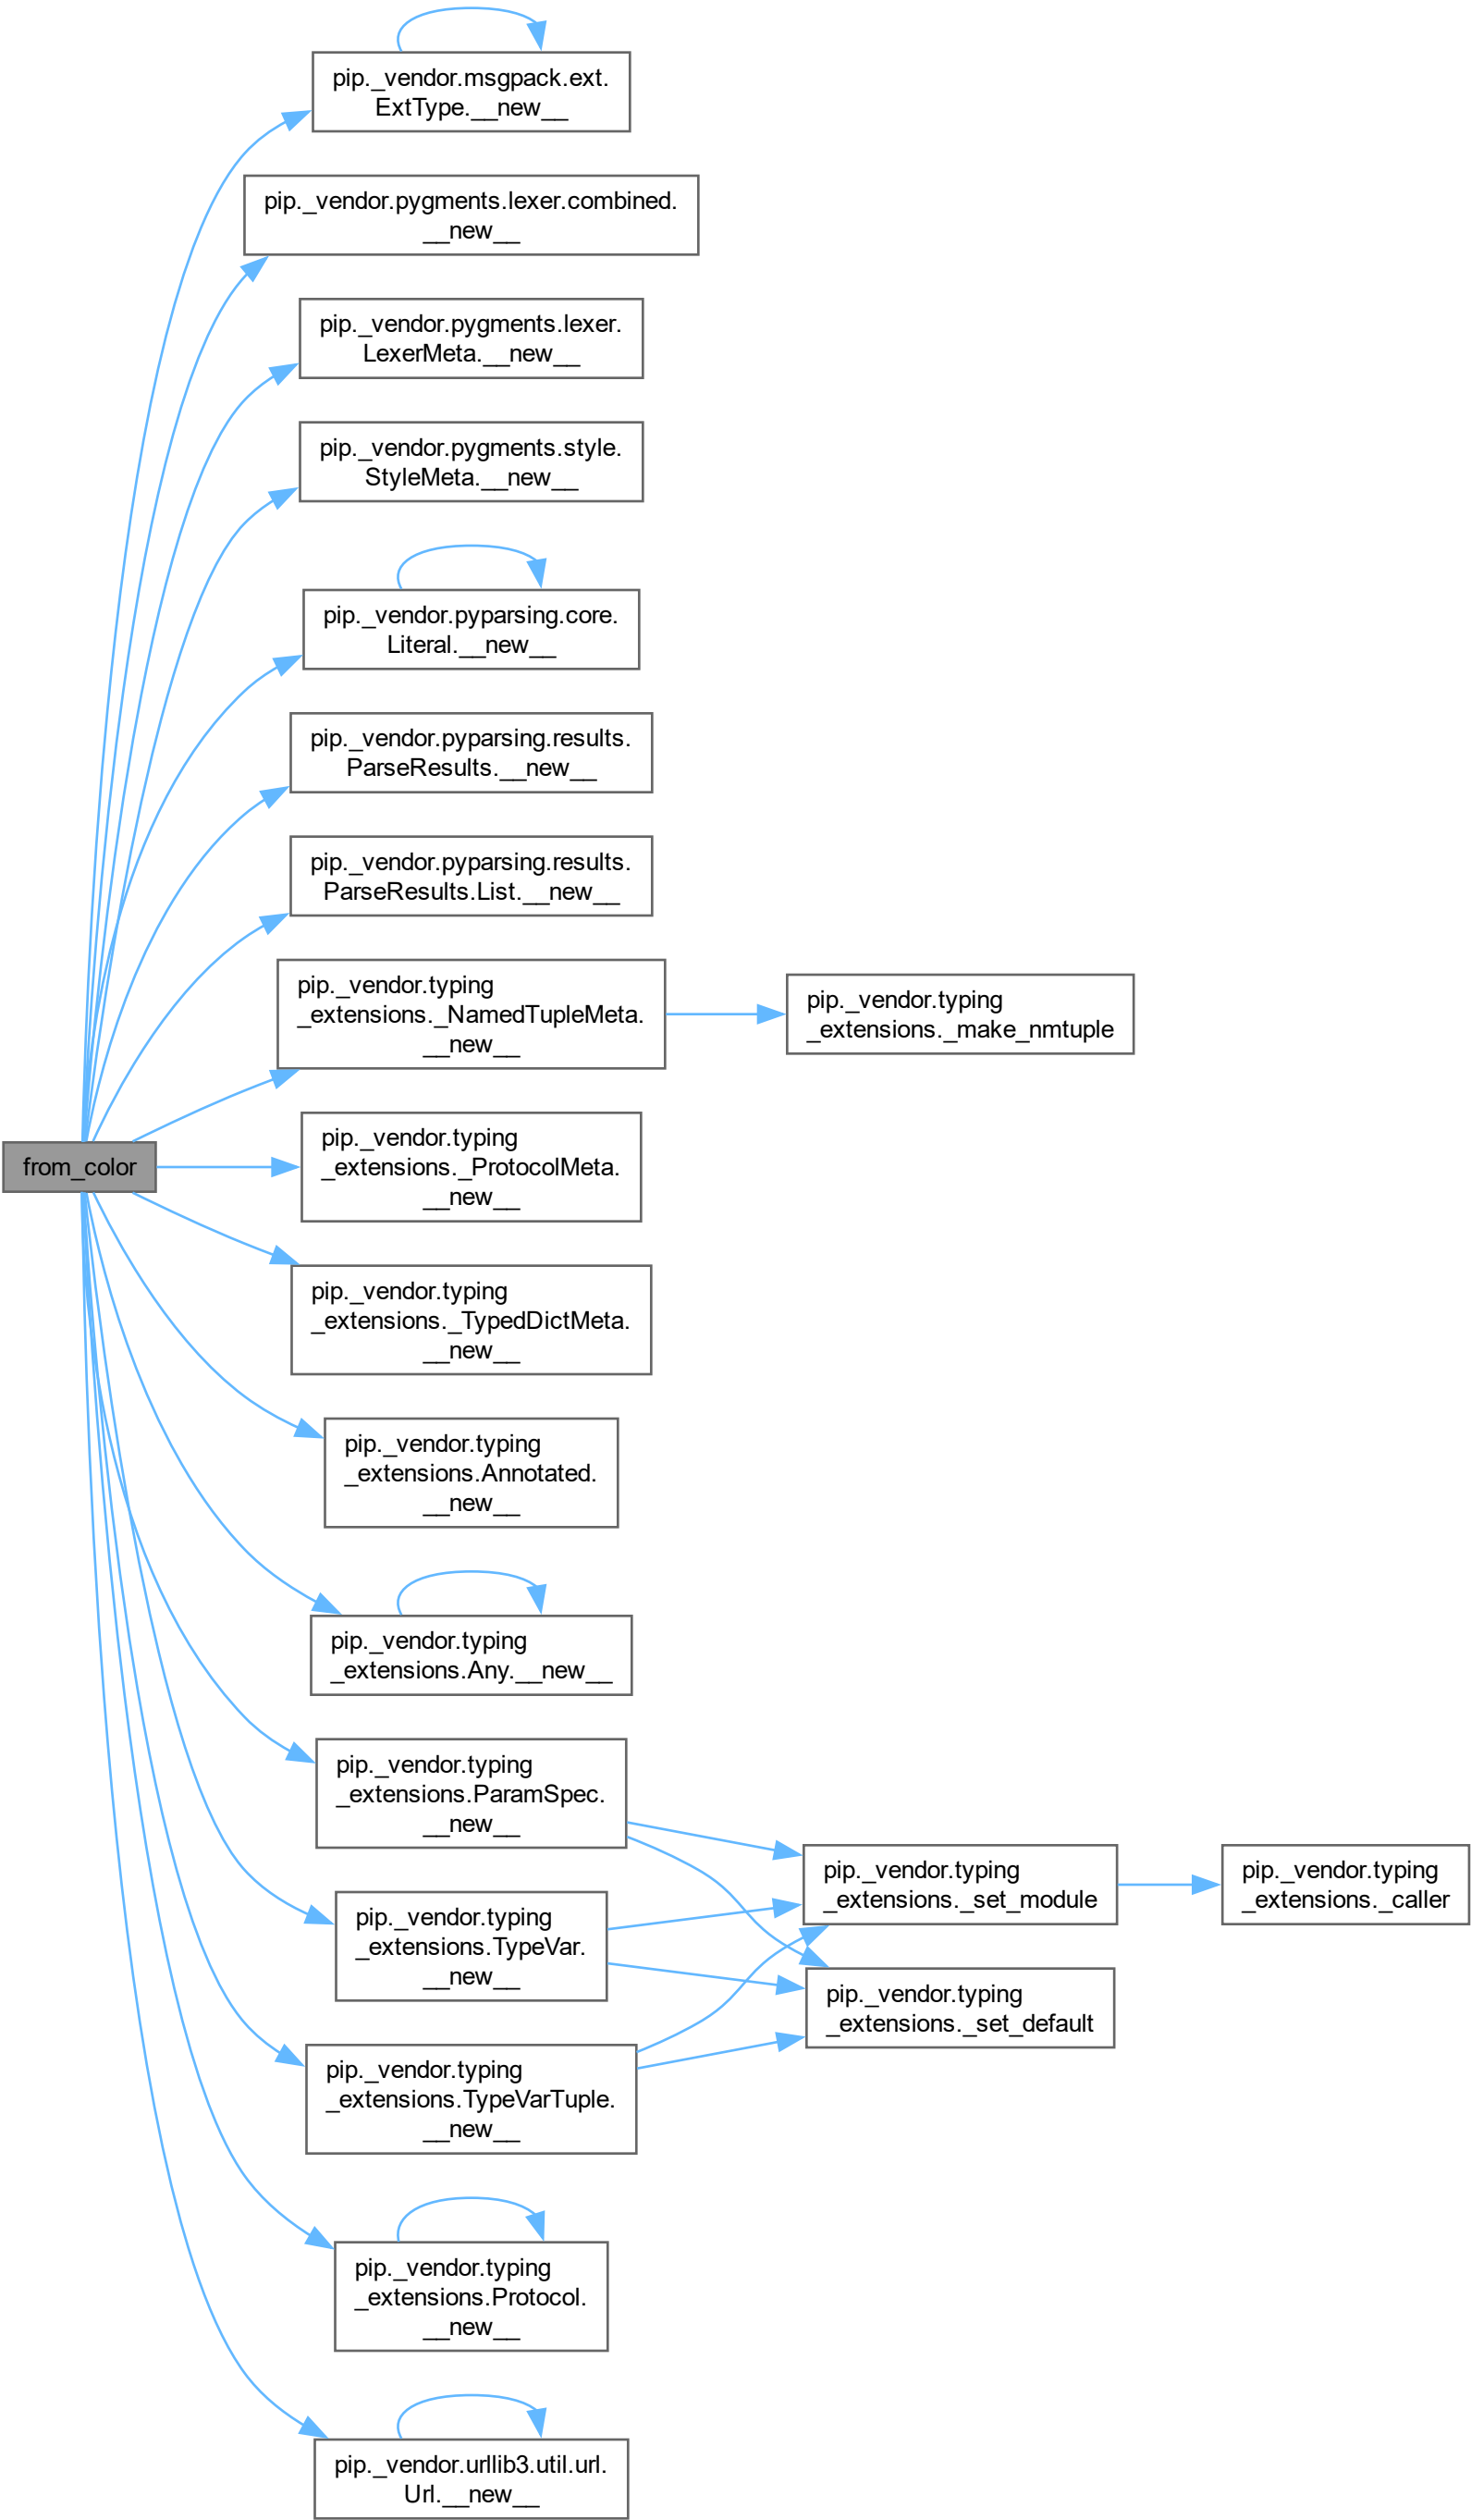 pip._vendor.msgpack.ext.
ExtType.__new__
pip._vendor.pygments.lexer.combined.
__new__
pip._vendor.pygments.lexer.
LexerMeta.__new__
pip._vendor.pygments.style.
StyleMeta.__new__
pip._vendor.pyparsing.core.
Literal.__new__
pip._vendor.pyparsing.results.
ParseResults.__new__
pip._vendor.pyparsing.results.
ParseResults.List.__new__
pip._vendor.typing
_extensions._NamedTupleMeta.
__new__
pip._vendor.typing
_extensions._make_nmtuple
from_color
pip._vendor.typing
_extensions._ProtocolMeta.
__new__
pip._vendor.typing
_extensions._TypedDictMeta.
__new__
pip._vendor.typing
_extensions.Annotated.
__new__
pip._vendor.typing
_extensions.Any.__new__
pip._vendor.typing
_extensions.ParamSpec.
__new__
pip._vendor.typing
_extensions._set_module
pip._vendor.typing
_extensions._caller
pip._vendor.typing
_extensions.TypeVar.
__new__
pip._vendor.typing
_extensions._set_default
pip._vendor.typing
_extensions.TypeVarTuple.
__new__
pip._vendor.typing
_extensions.Protocol.
__new__
pip._vendor.urllib3.util.url.
Url.__new__